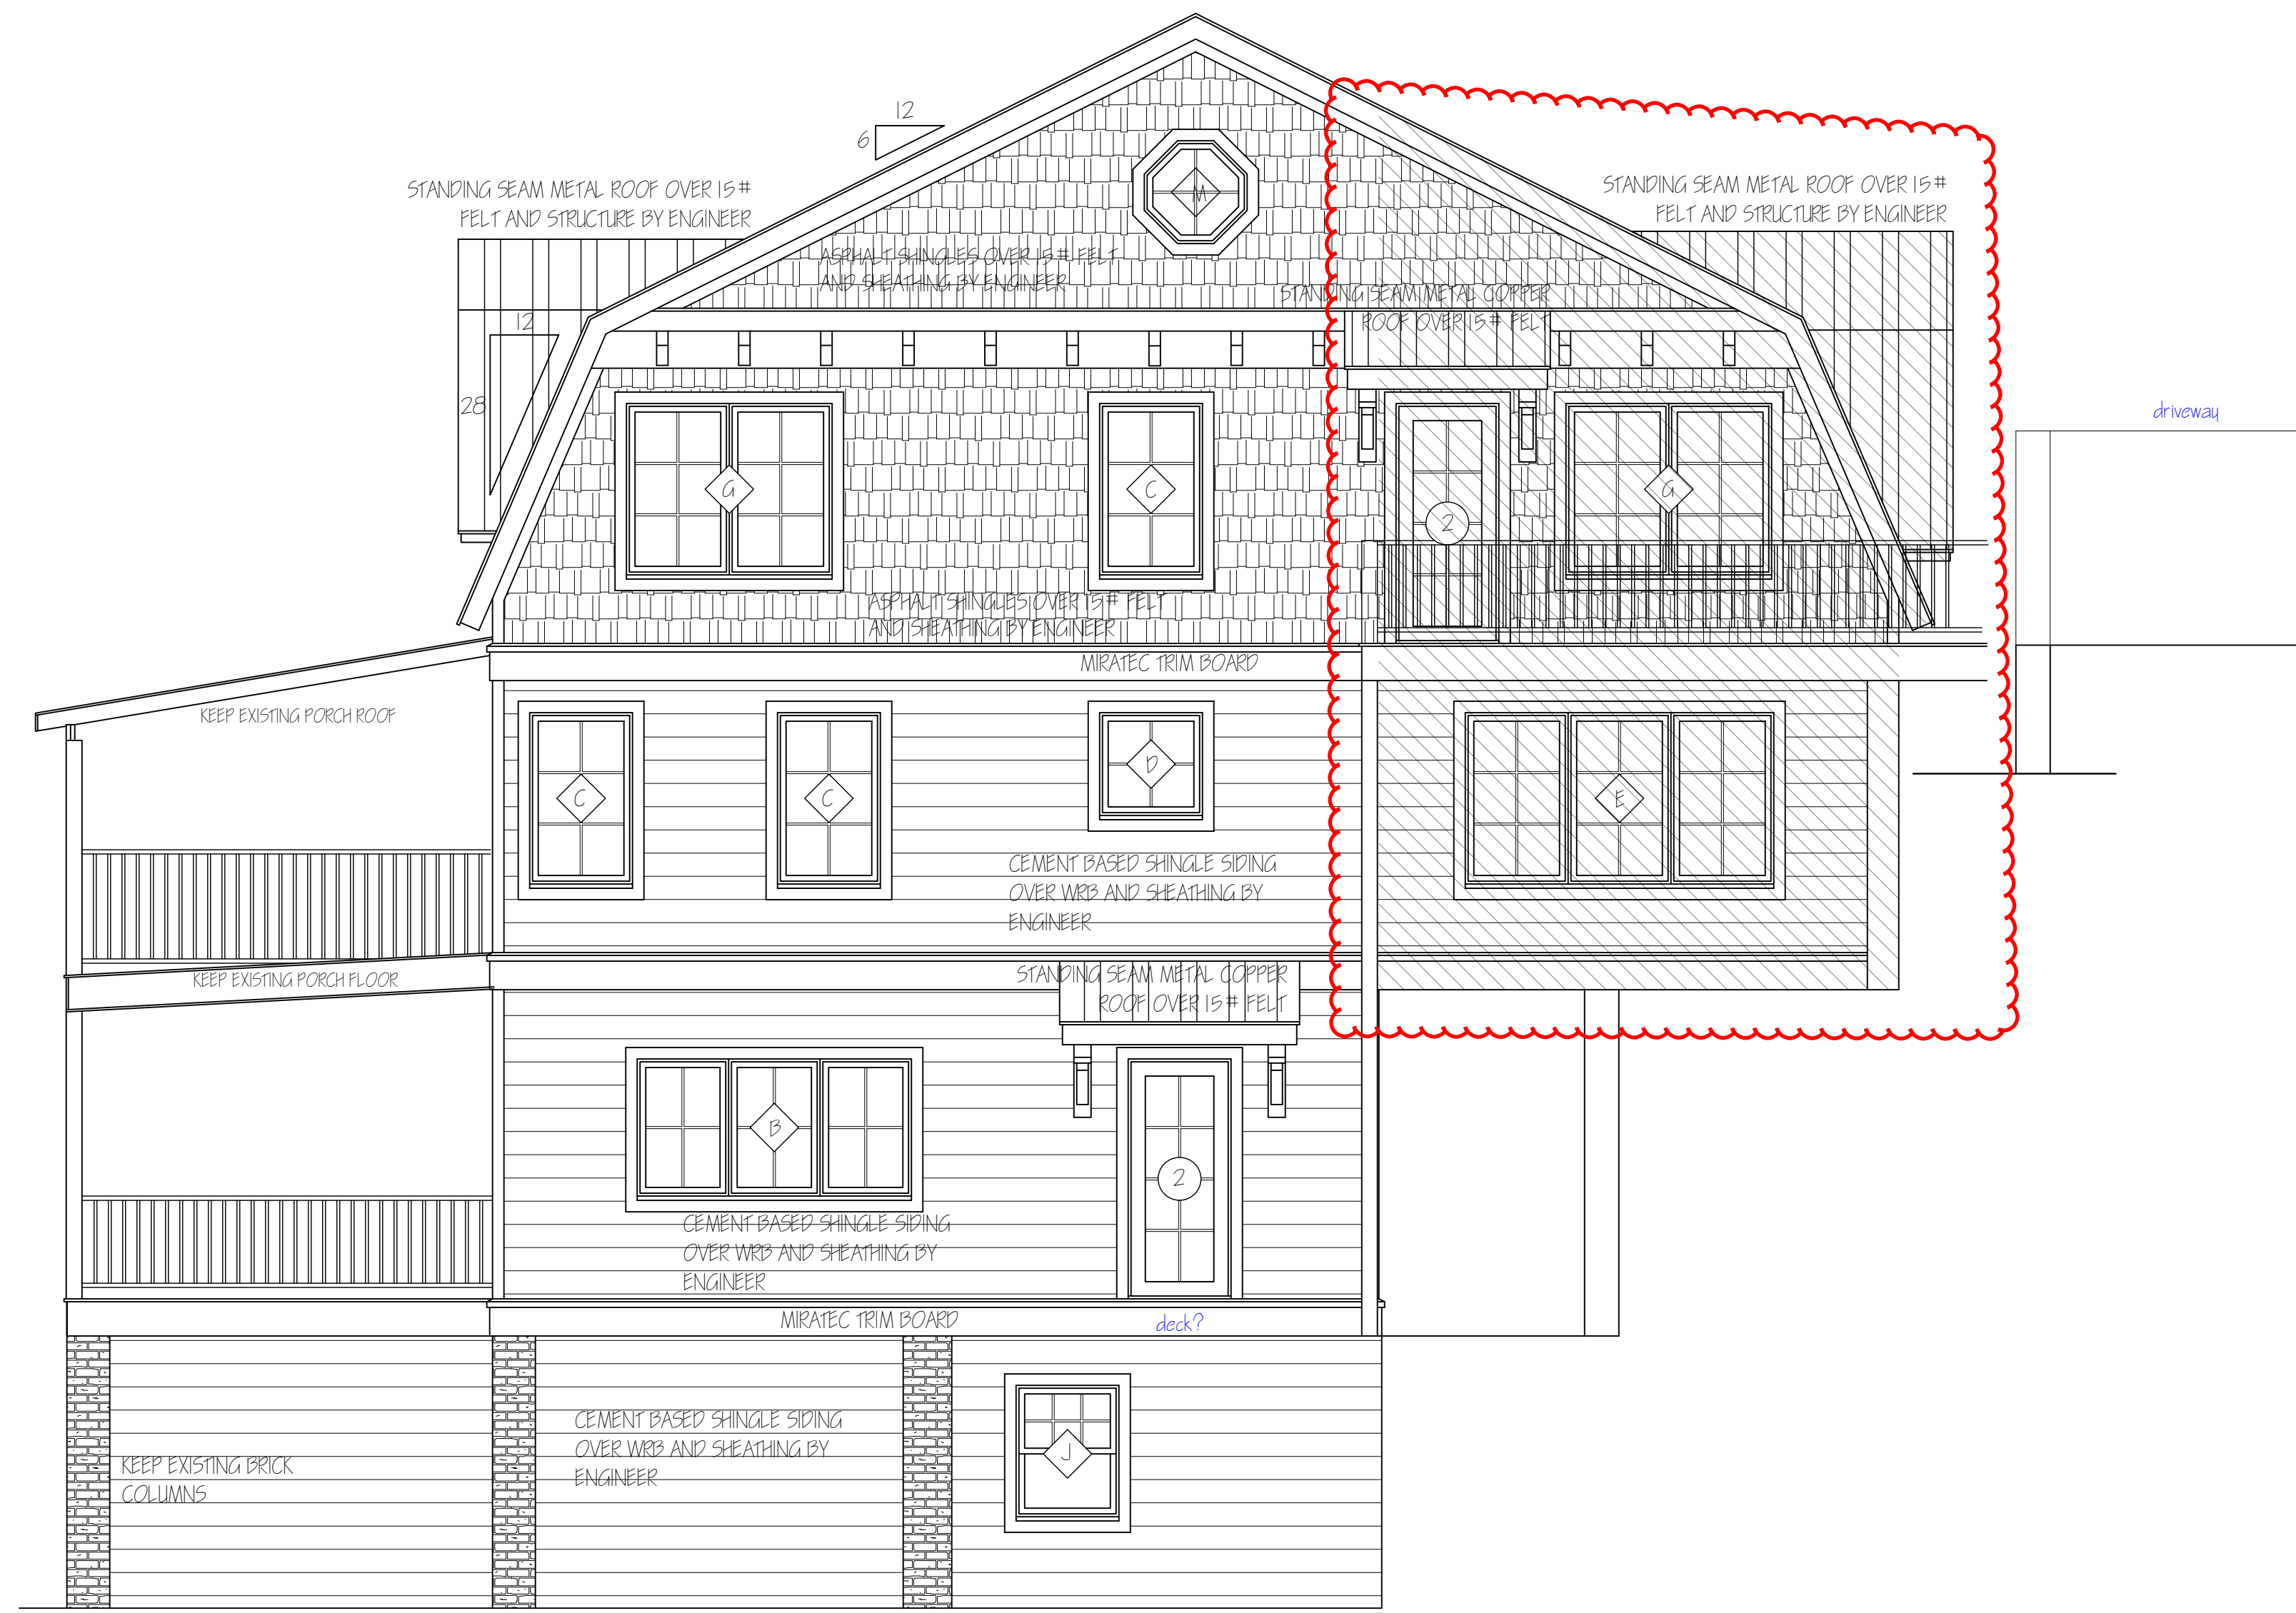 12
6
STANDING SEAM METAL ROOF OVER 15#
FELT AND STRUCTURE BY ENGINEER
STANDING SEAM METAL ROOF OVER 15#
FELT AND STRUCTURE BY ENGINEER
M
ASPHALT SHINGLES OVER 15# FELT
AND SHEATHING BY ENGINEER
STANDING SEAM METAL COPPER
ROOF OVER 15# FELT
12
28
driveway
G
C
2
G
ASPHALT SHINGLES OVER 15# FELT
AND SHEATHING BY ENGINEER
MIRATEC TRIM BOARD
KEEP EXISTING PORCH ROOF
C
C
D
E
CEMENT BASED SHINGLE SIDING
OVER WRB AND SHEATHING BY
ENGINEER
KEEP EXISTING PORCH FLOOR
STANDING SEAM METAL COPPER
ROOF OVER 15# FELT
B
2
CEMENT BASED SHINGLE SIDING
OVER WRB AND SHEATHING BY
ENGINEER
MIRATEC TRIM BOARD
deck?
CEMENT BASED SHINGLE SIDING
OVER WRB AND SHEATHING BY
ENGINEER
J
KEEP EXISTING BRICK
COLUMNS